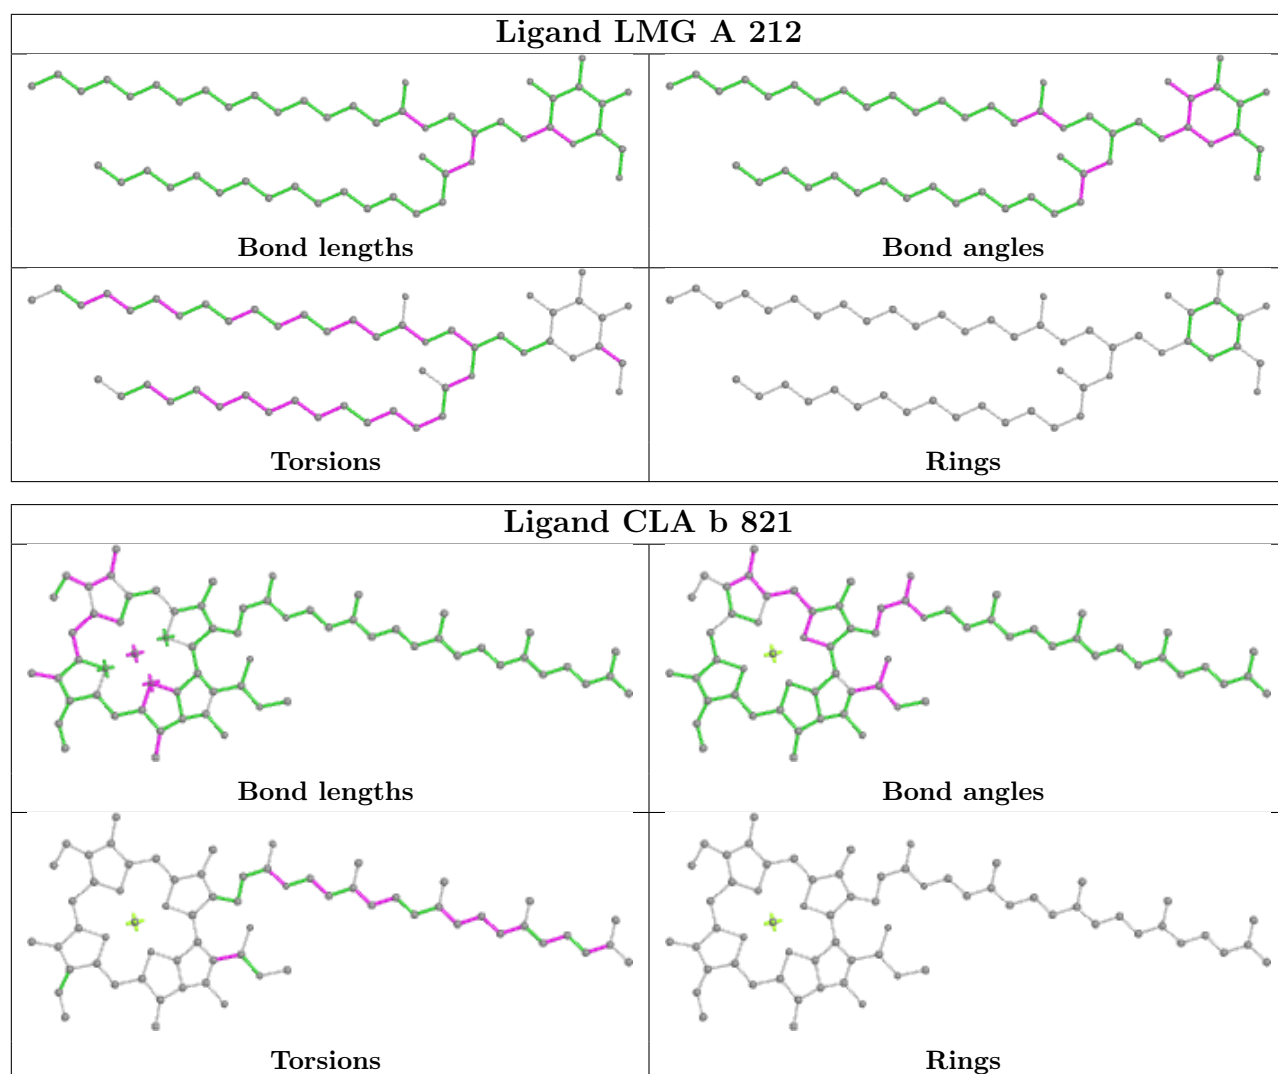 Ligand LMG A 212
Bond lengths
Bond angles
Torsions
Rings
Ligand CLA b 821
Bond lengths
Bond angles
Torsions
Rings